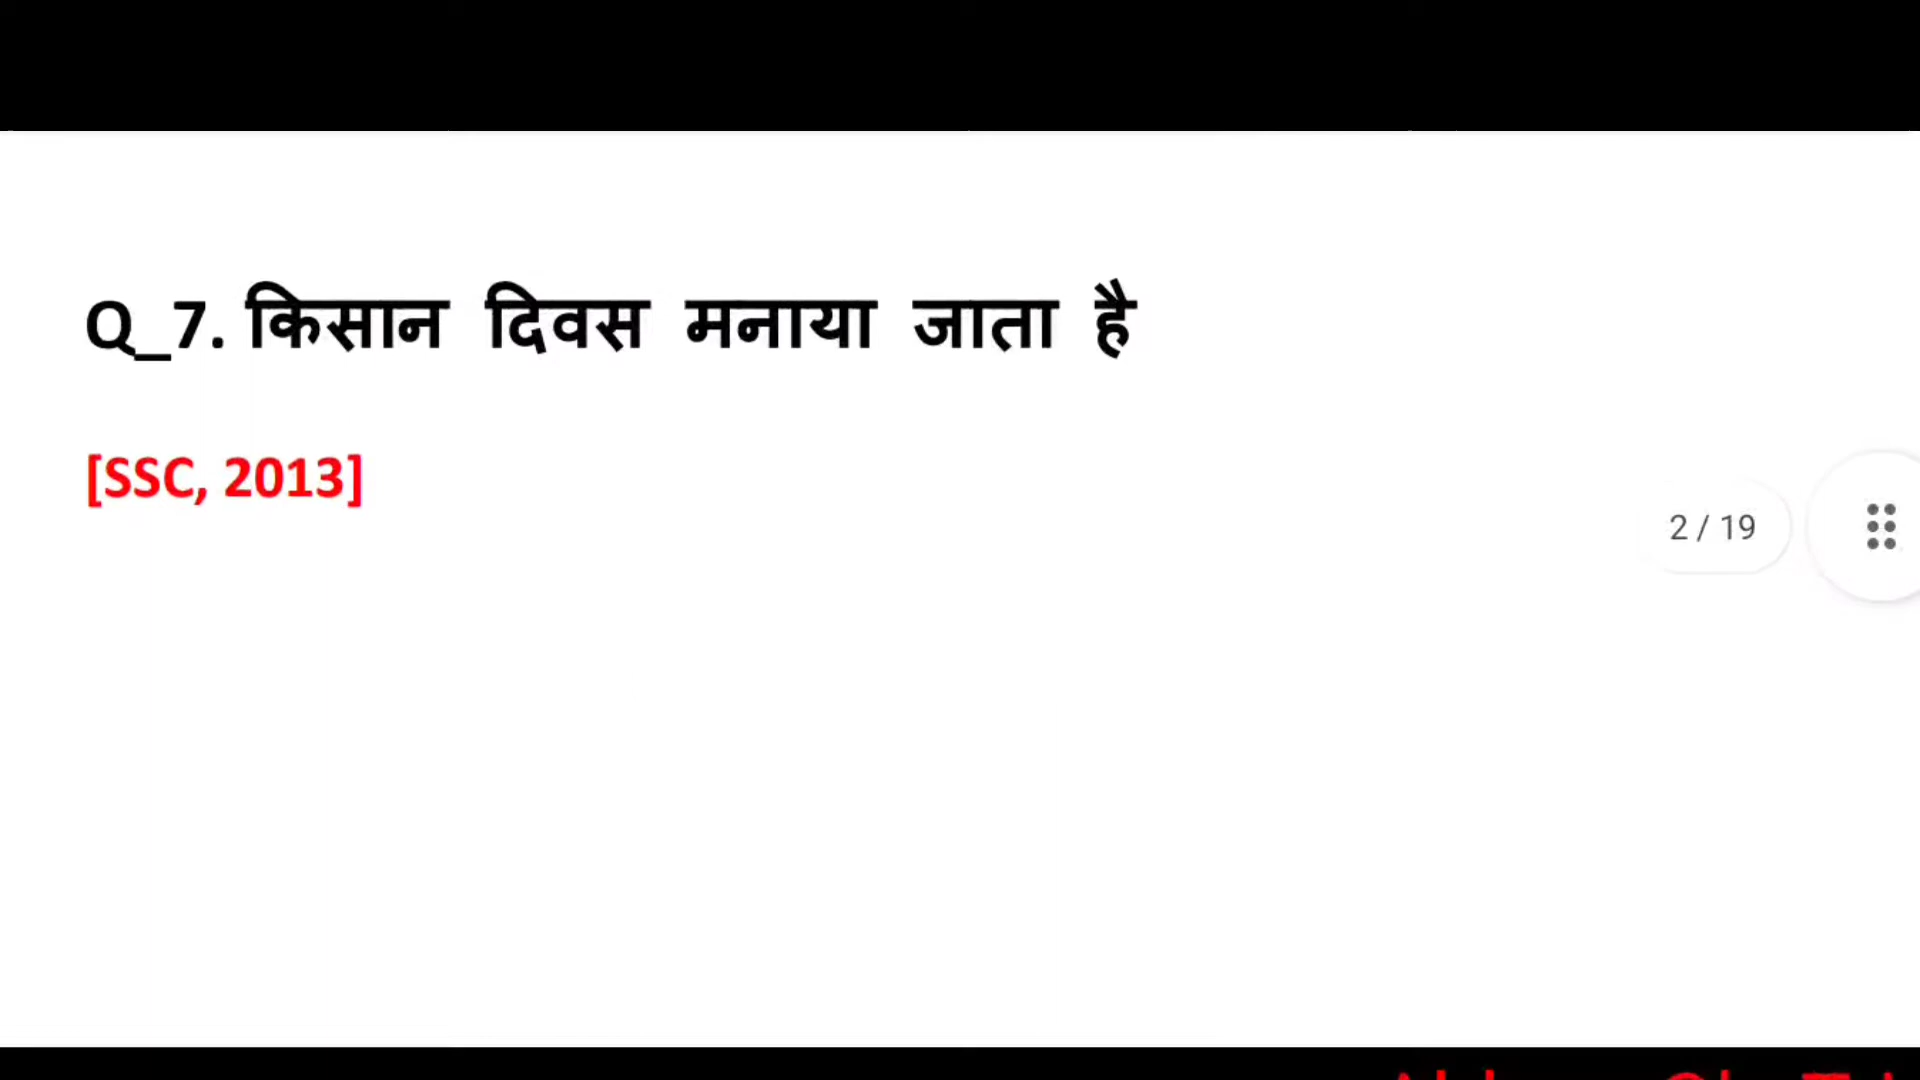 Q_7. किसान दिवस मनाया जाता है
[SSC, 2013]
2 / 19